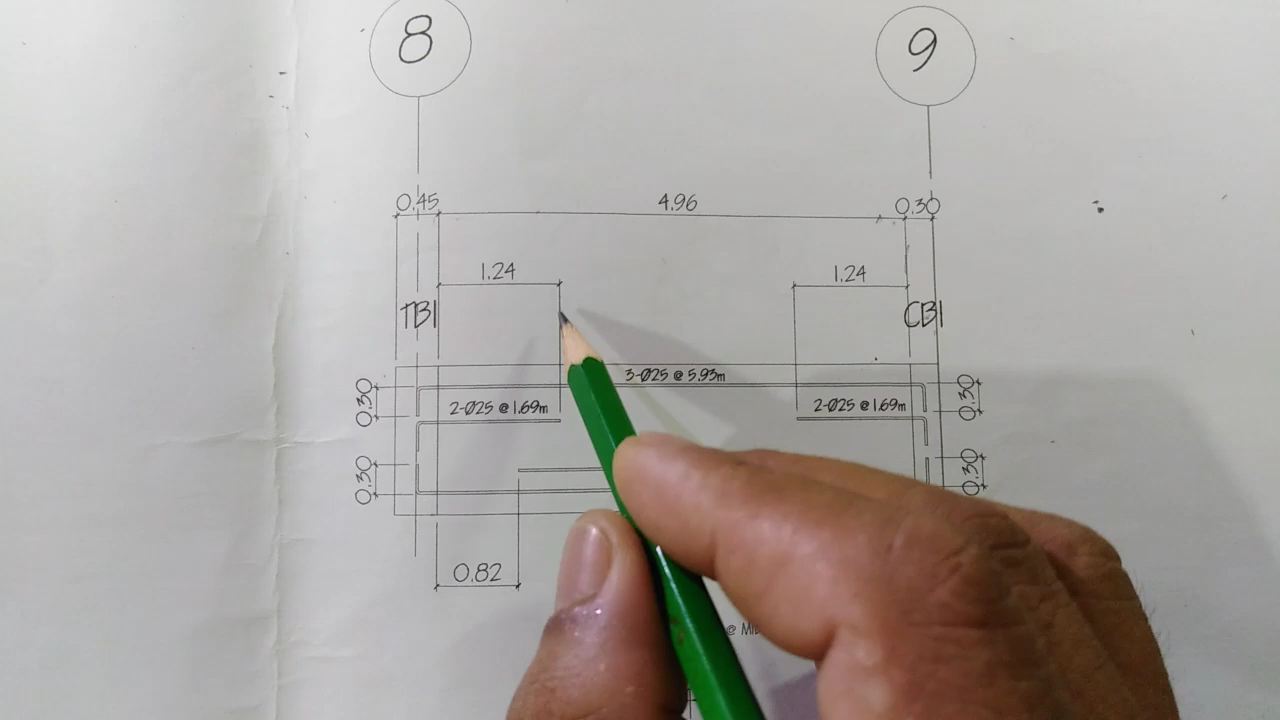 8 9
0.45 4.96 0.30
1.24 1.24
TB1 CB1
3-Ø25 @ 5.93m
0.30 0.30
2-Ø25 @ 1.69m 2-Ø25 @ 1.69m
0.30 0.30
0.82
@